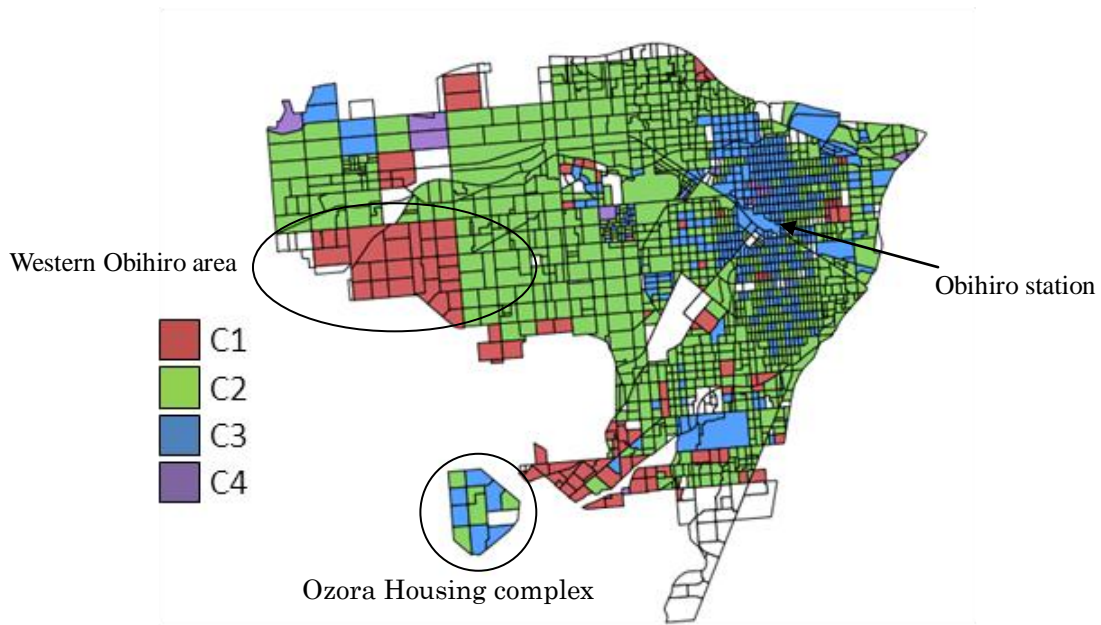 Western Obihiro area
Obihiro station
C1
C2
C3
C4
Ozora Housing complex